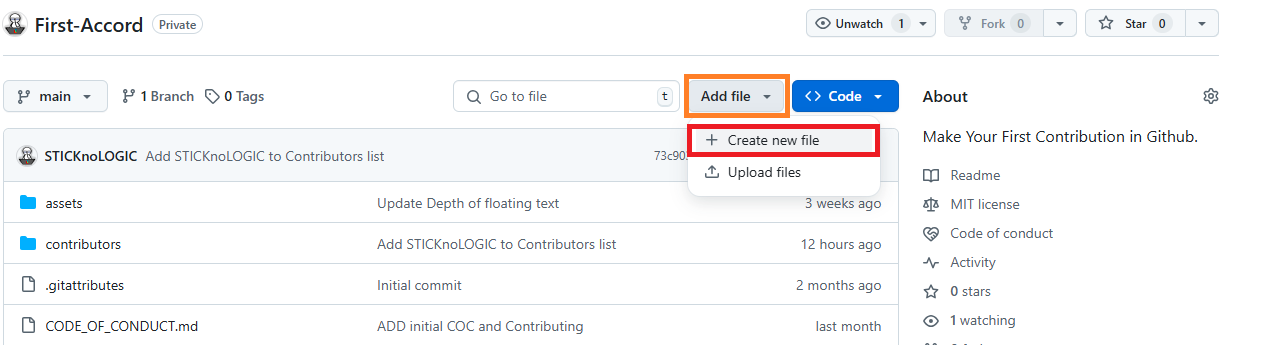 First-Accord Private Unwatch 1 Fork 0 Star 0
main 1 Branch 0 Tags Go to file t Add file <> Code About
Make Your First Contribution in Github.
Create new file
Upload files
STICKnoLOGIC Add STICKnoLOGIC to Contributors list 73c90
assets Update Depth of floating text 3 weeks ago
contributors Add STICKnoLOGIC to Contributors list 12 hours ago
.gitattributes Initial commit 2 months ago
CODE_OF_CONDUCT.md ADD initial COC and Contributing last month
Readme
MIT license
Code of conduct
Activity
0 stars
1 watching